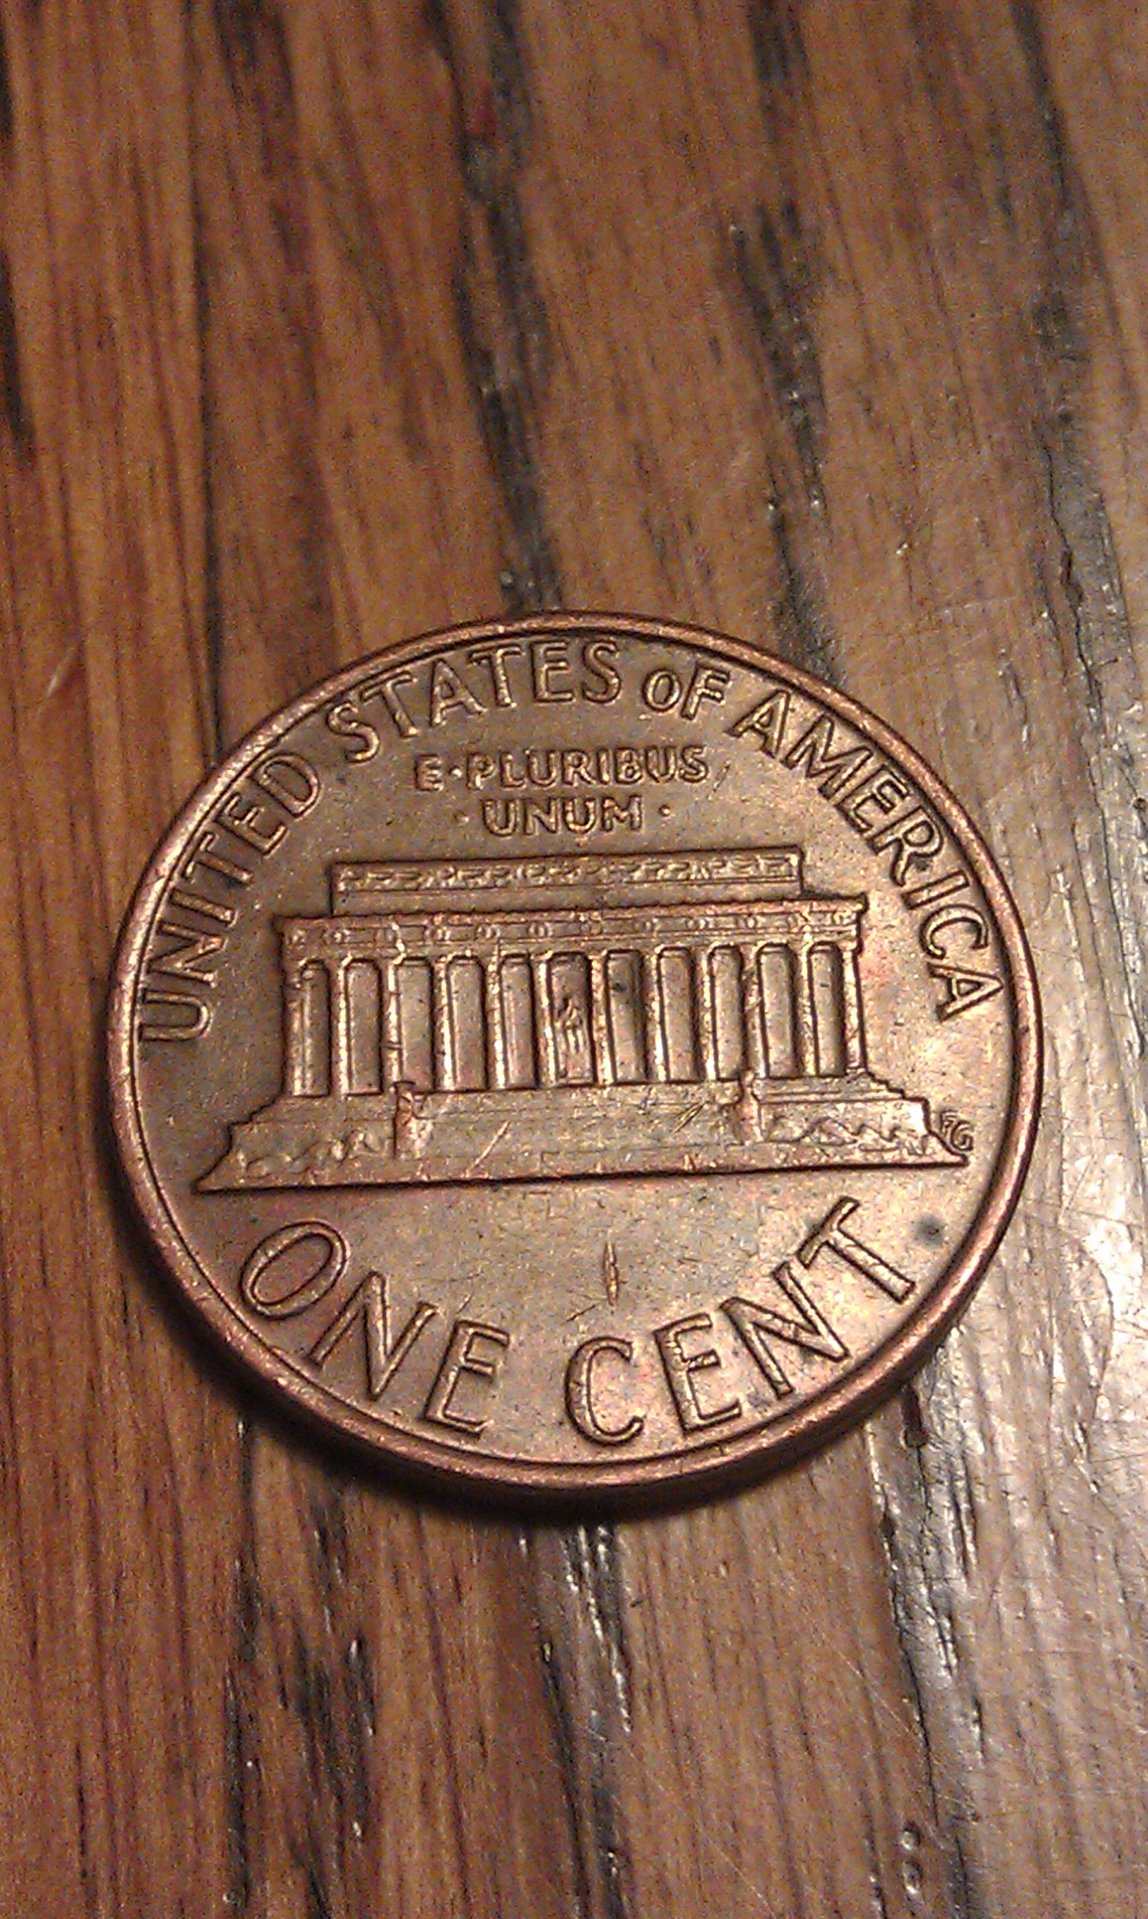 UNITED STATES OF AMERICA
E·PLURIBUS
·UNUM·
FG
ONE CENT